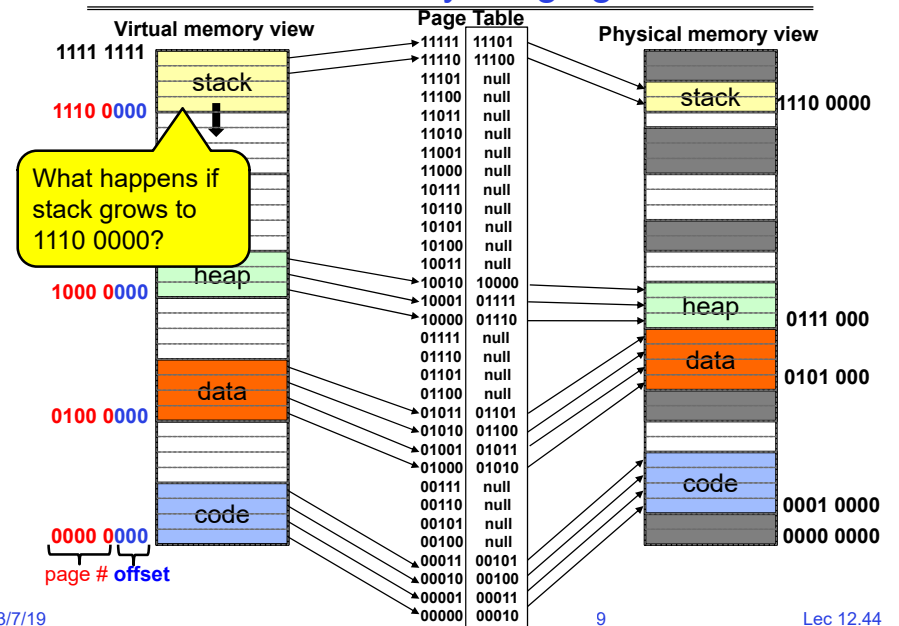 Virtual memory view
Page Table
Physical memory view
1111 1111
stack
1110 0000
What happens if
stack grows to
1110 0000?
heap
1000 0000
data
0100 0000
code
0000 0000
page # offset
11111 11101
11110 11100
11101 null
11100 null
11011 null
11010 null
11001 null
11000 null
10111 null
10110 null
10101 null
10100 null
10011 null
10010 10000
10001 01111
10000 01110
01111 null
01110 null
01101 null
01100 null
01011 01101
01010 01100
01001 01011
01000 01010
00111 null
00110 null
00101 null
00100 null
00011 00101
00010 00100
00001 00011
00000 00010
stack
1110 0000
heap
0111 000
data
0101 000
code
0001 0000
0000 0000
3/7/19
9
Lec 12.44